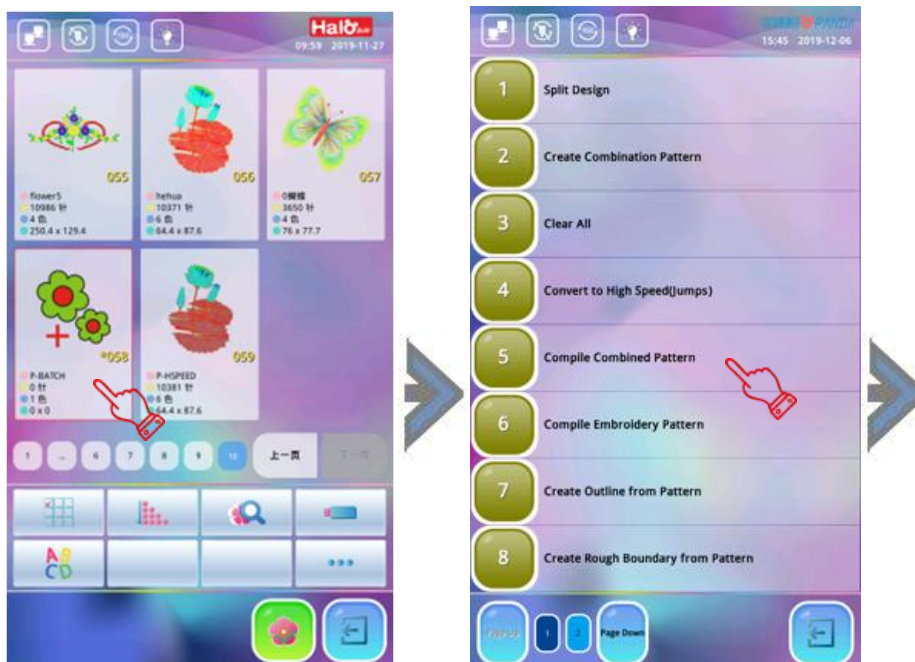 Halo
09:59 2019-11-27
055
flower5
10986 针
4 色
250.4 x 129.4
056
hehua
10371 针
6 色
64.4 x 87.6
057
0蝴蝶
3650 针
4 色
76 x 77.7
*058
P-BATCH
0 针
1 色
0 x 0
059
P-HSPEED
10381 针
6 色
64.4 x 87.6
1
...
6
7
8
9
10
上一页
下一页
AB
CD
PANDA
15:45 2019-12-06
1 Split Design
2 Create Combination Pattern
3 Clear All
4 Convert to High Speed(Jumps)
5 Compile Combined Pattern
6 Compile Embroidery Pattern
7 Create Outline from Pattern
8 Create Rough Boundary from Pattern
1
2
Page Down